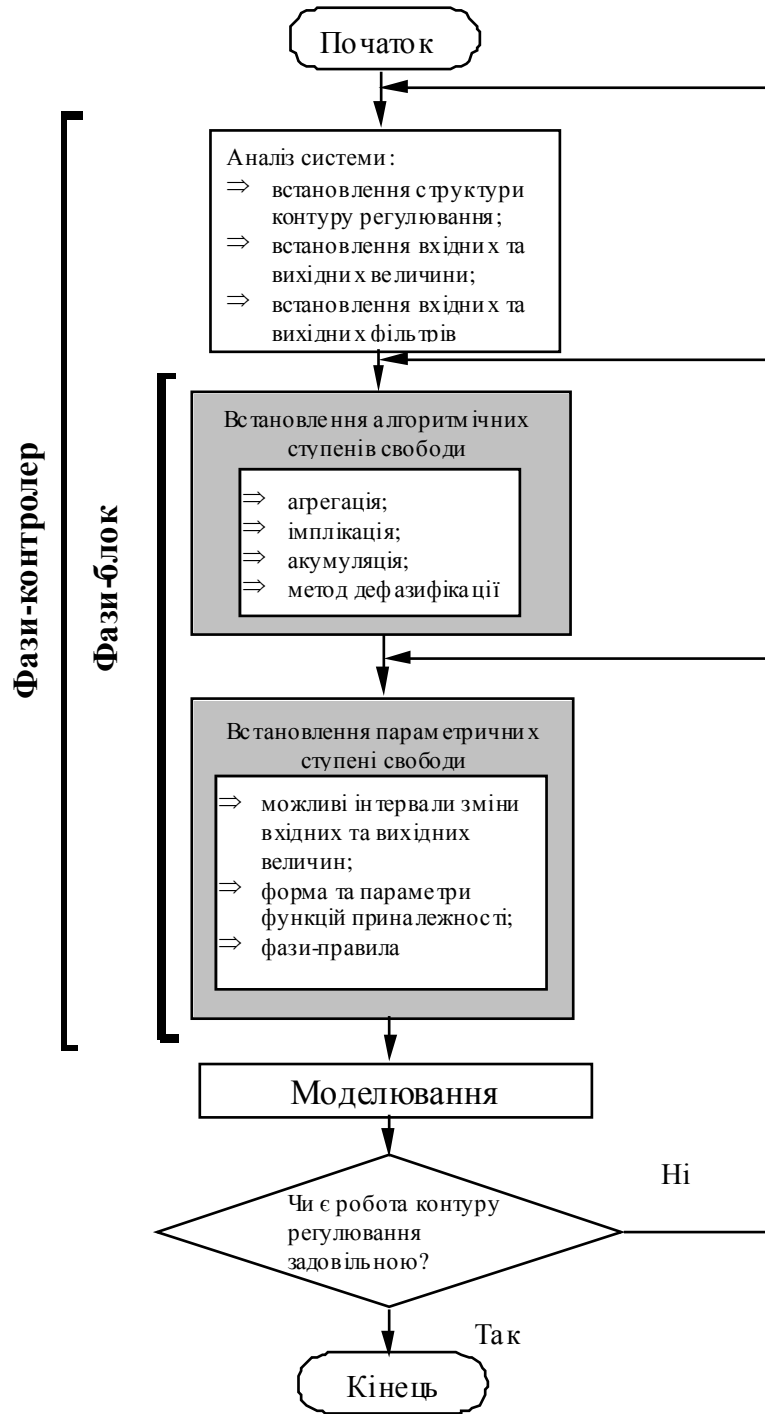 Початок
Аналіз системи:
⇒ встановлення структури
контуру регулювання;
⇒ встановлення вхідних та
вихідних величини;
⇒ встановлення вхідних та
вихідних фільтрів
Фази-контролер
Фази-блок
Встановлення алгоритмічних
ступенів свободи
⇒ агрегація;
⇒ імплікація;
⇒ акумуляція;
⇒ метод дефазифікації
Встановлення параметричних
ступені свободи
⇒ можливі інтервали зміни
вхідних та вихідних
величин;
⇒ форма та параметри
функцій приналежності;
⇒ фази-правила
Моделювання
Чи є робота контуру
регулювання
задовільною?
Ні
Так
Кінець